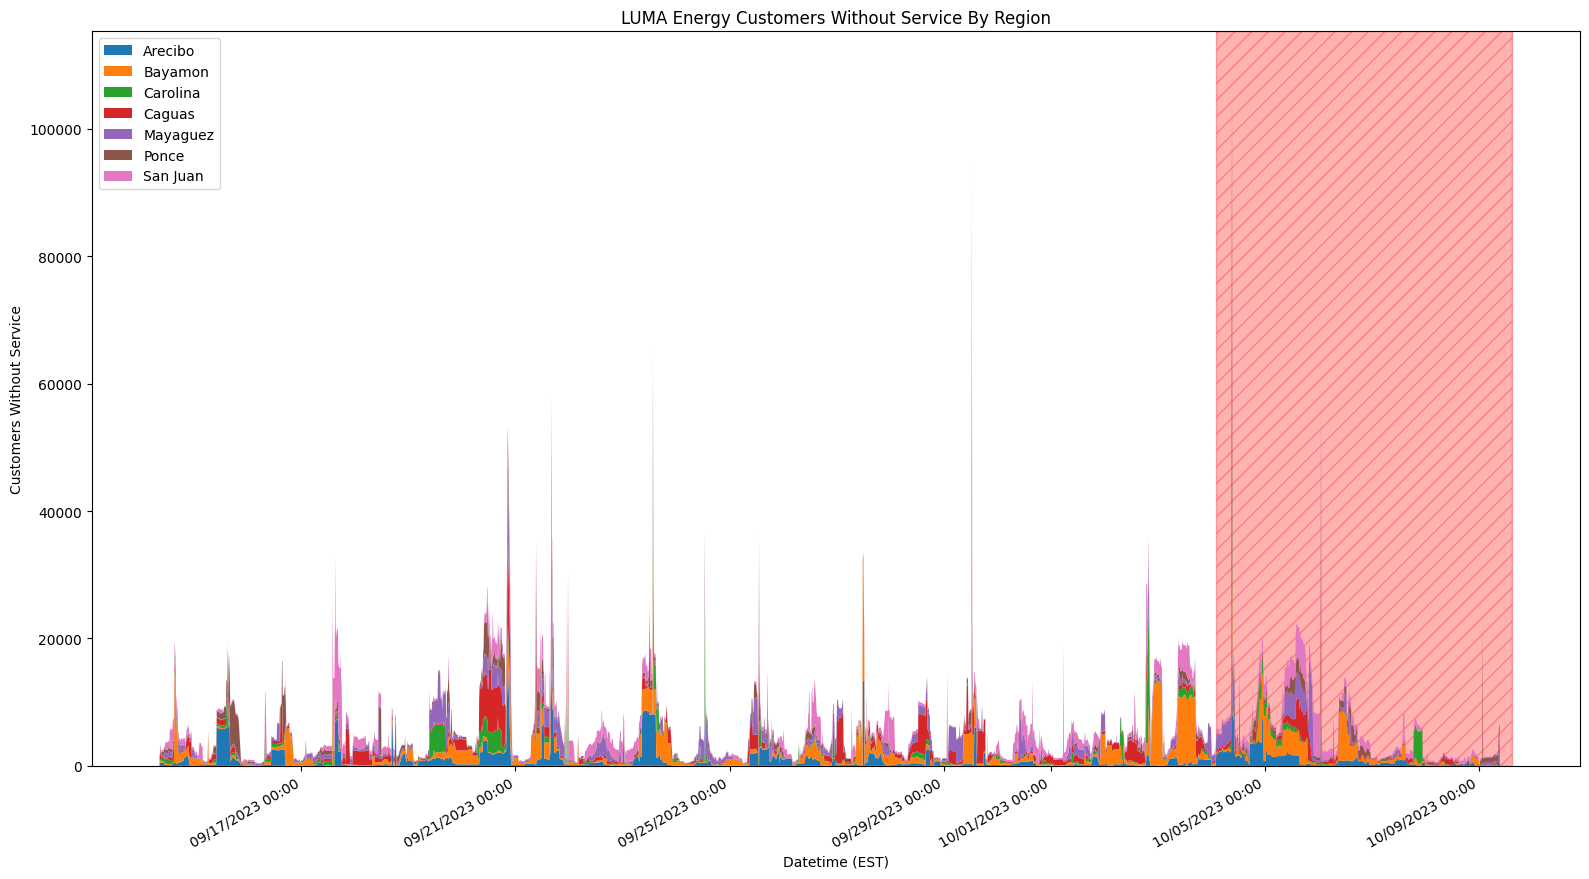 LUMA Energy Customers Without Service By Region
Arecibo
Bayamon
Carolina
Caguas
Mayaguez
Ponce
San Juan
100000
80000
60000
40000
20000
0
Customers Without Service
09/17/2023 00:00
09/21/2023 00:00
09/25/2023 00:00
09/29/2023 00:00
10/01/2023 00:00
10/05/2023 00:00
10/09/2023 00:00
Datetime (EST)